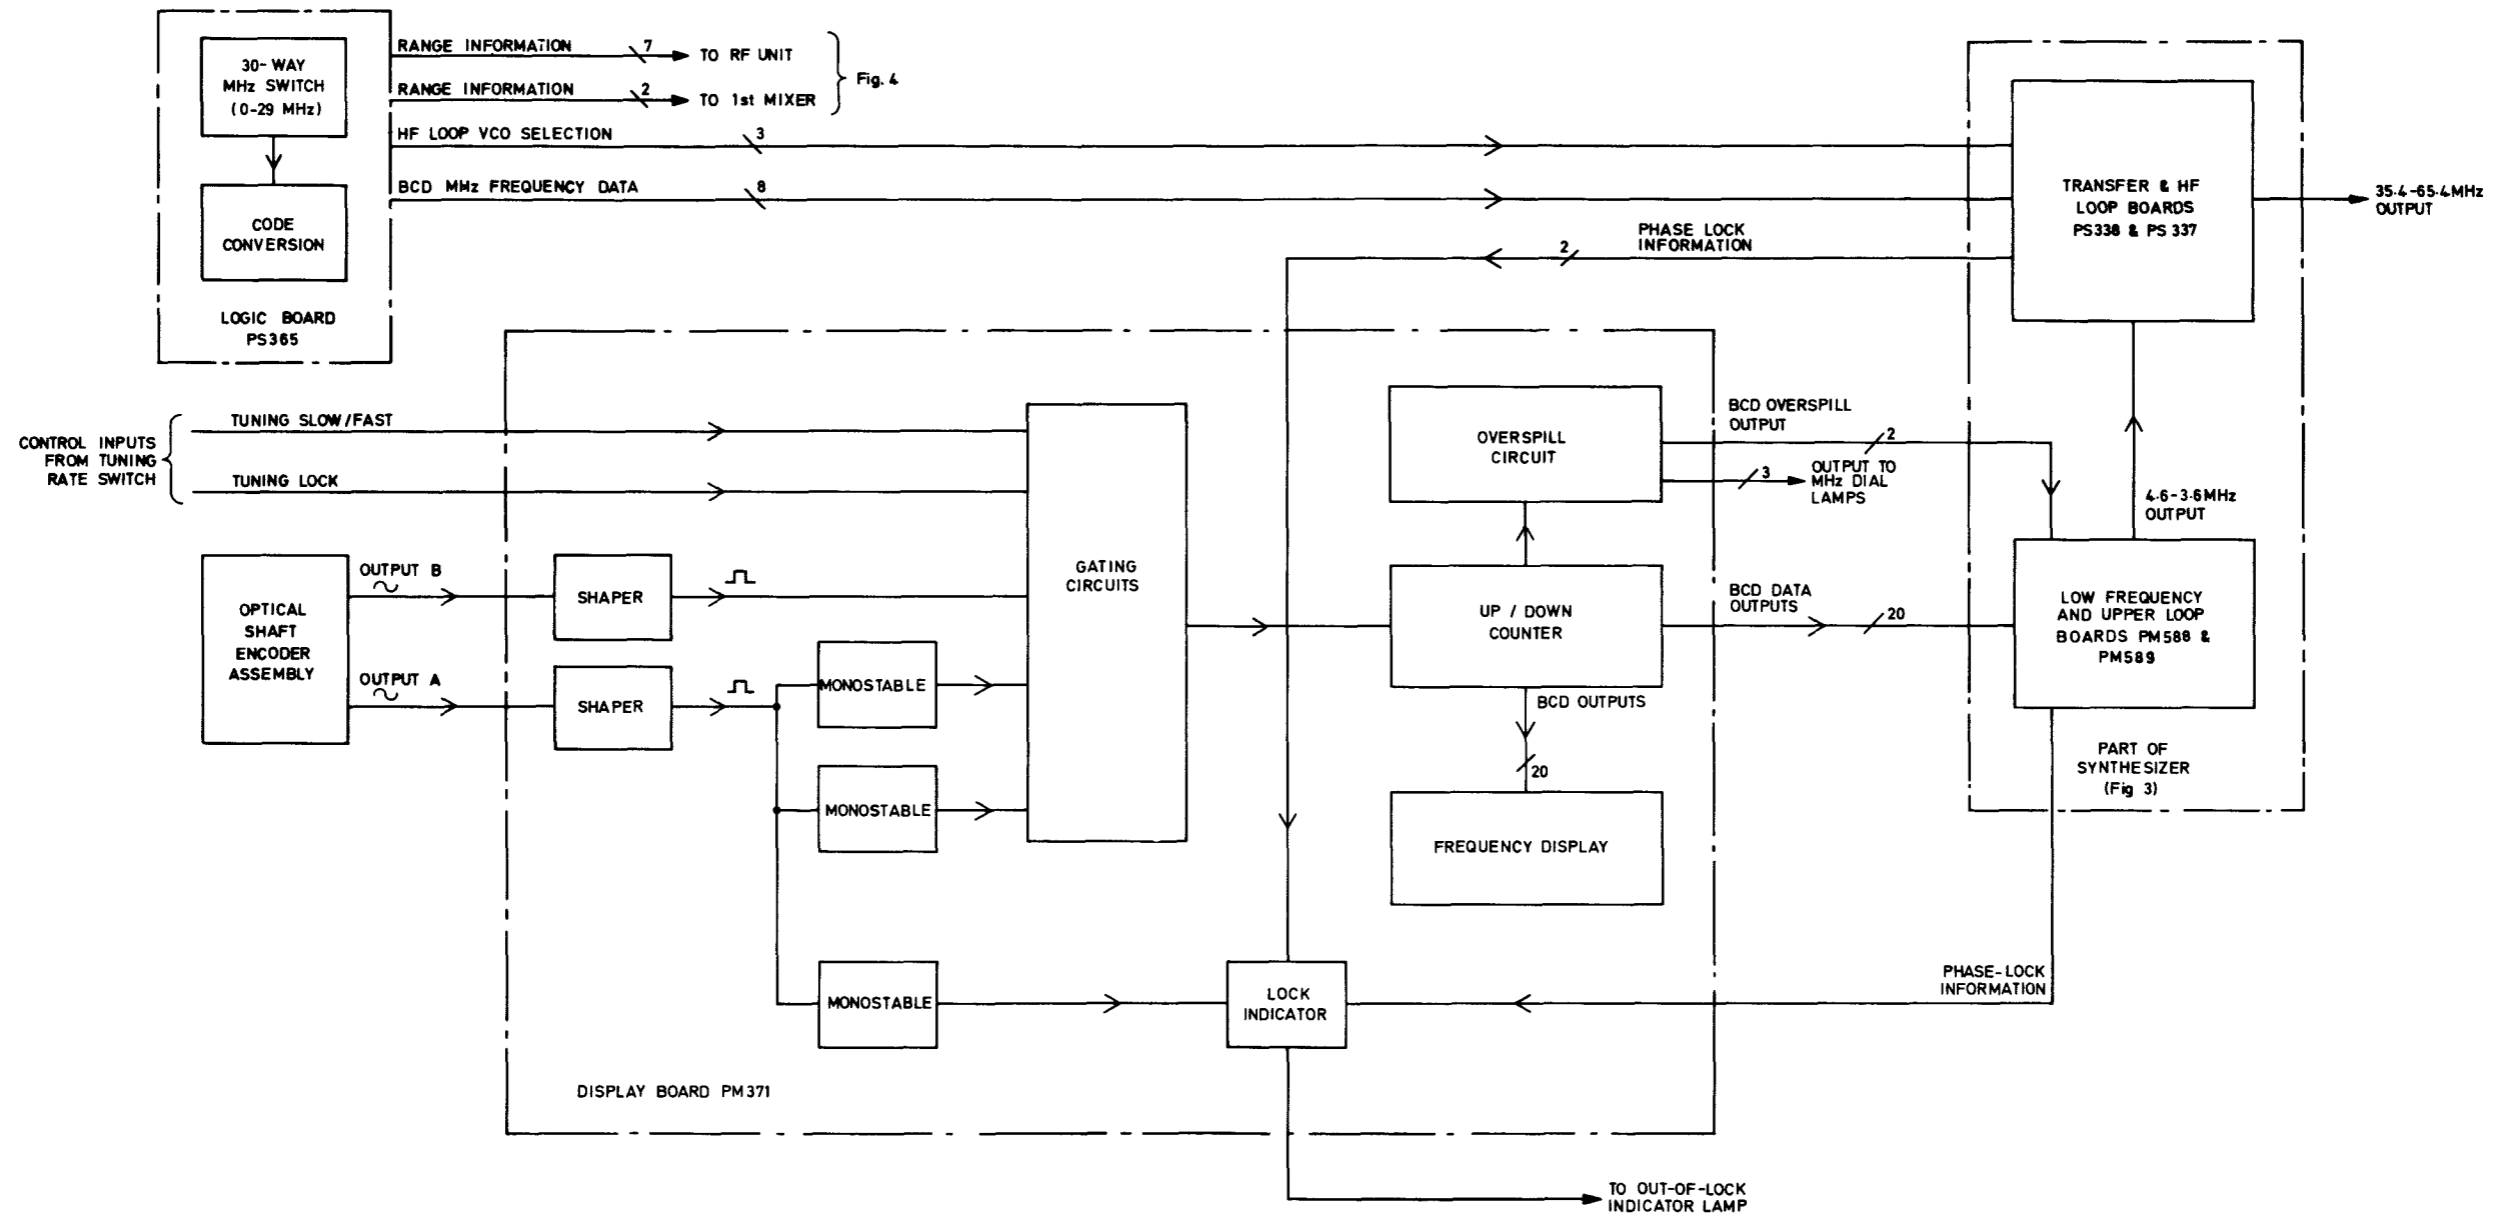 30-WAY
MHz SWITCH
(0-29 MHz)
CODE
CONVERSION
LOGIC BOARD
PS365
RANGE INFORMATION
7
TO RF UNIT
RANGE INFORMATION
2
TO 1st MIXER
Fig. 4
HF LOOP VCO SELECTION
3
BCD MHz FREQUENCY DATA
8
PHASE LOCK
INFORMATION
2
TRANSFER & HF
LOOP BOARDS
PS338 & PS337
35.4-65.4MHz
OUTPUT
CONTROL INPUTS
FROM TUNING
RATE SWITCH
TUNING SLOW/FAST
TUNING LOCK
OPTICAL
SHAFT
ENCODER
ASSEMBLY
OUTPUT B
OUTPUT A
SHAPER
SHAPER
MONOSTABLE
MONOSTABLE
MONOSTABLE
GATING
CIRCUITS
OVERSPILL
CIRCUIT
BCD OVERSPILL
OUTPUT
2
3
OUTPUT TO
MHz DIAL
LAMPS
UP / DOWN
COUNTER
BCD DATA
OUTPUTS
20
BCD OUTPUTS
20
FREQUENCY DISPLAY
4.6-3.6MHz
OUTPUT
LOW FREQUENCY
AND UPPER LOOP
BOARDS PM588 &
PM589
PART OF
SYNTHESIZER
(Fig 3)
LOCK
INDICATOR
PHASE-LOCK
INFORMATION
DISPLAY BOARD PM371
TO OUT-OF-LOCK
INDICATOR LAMP